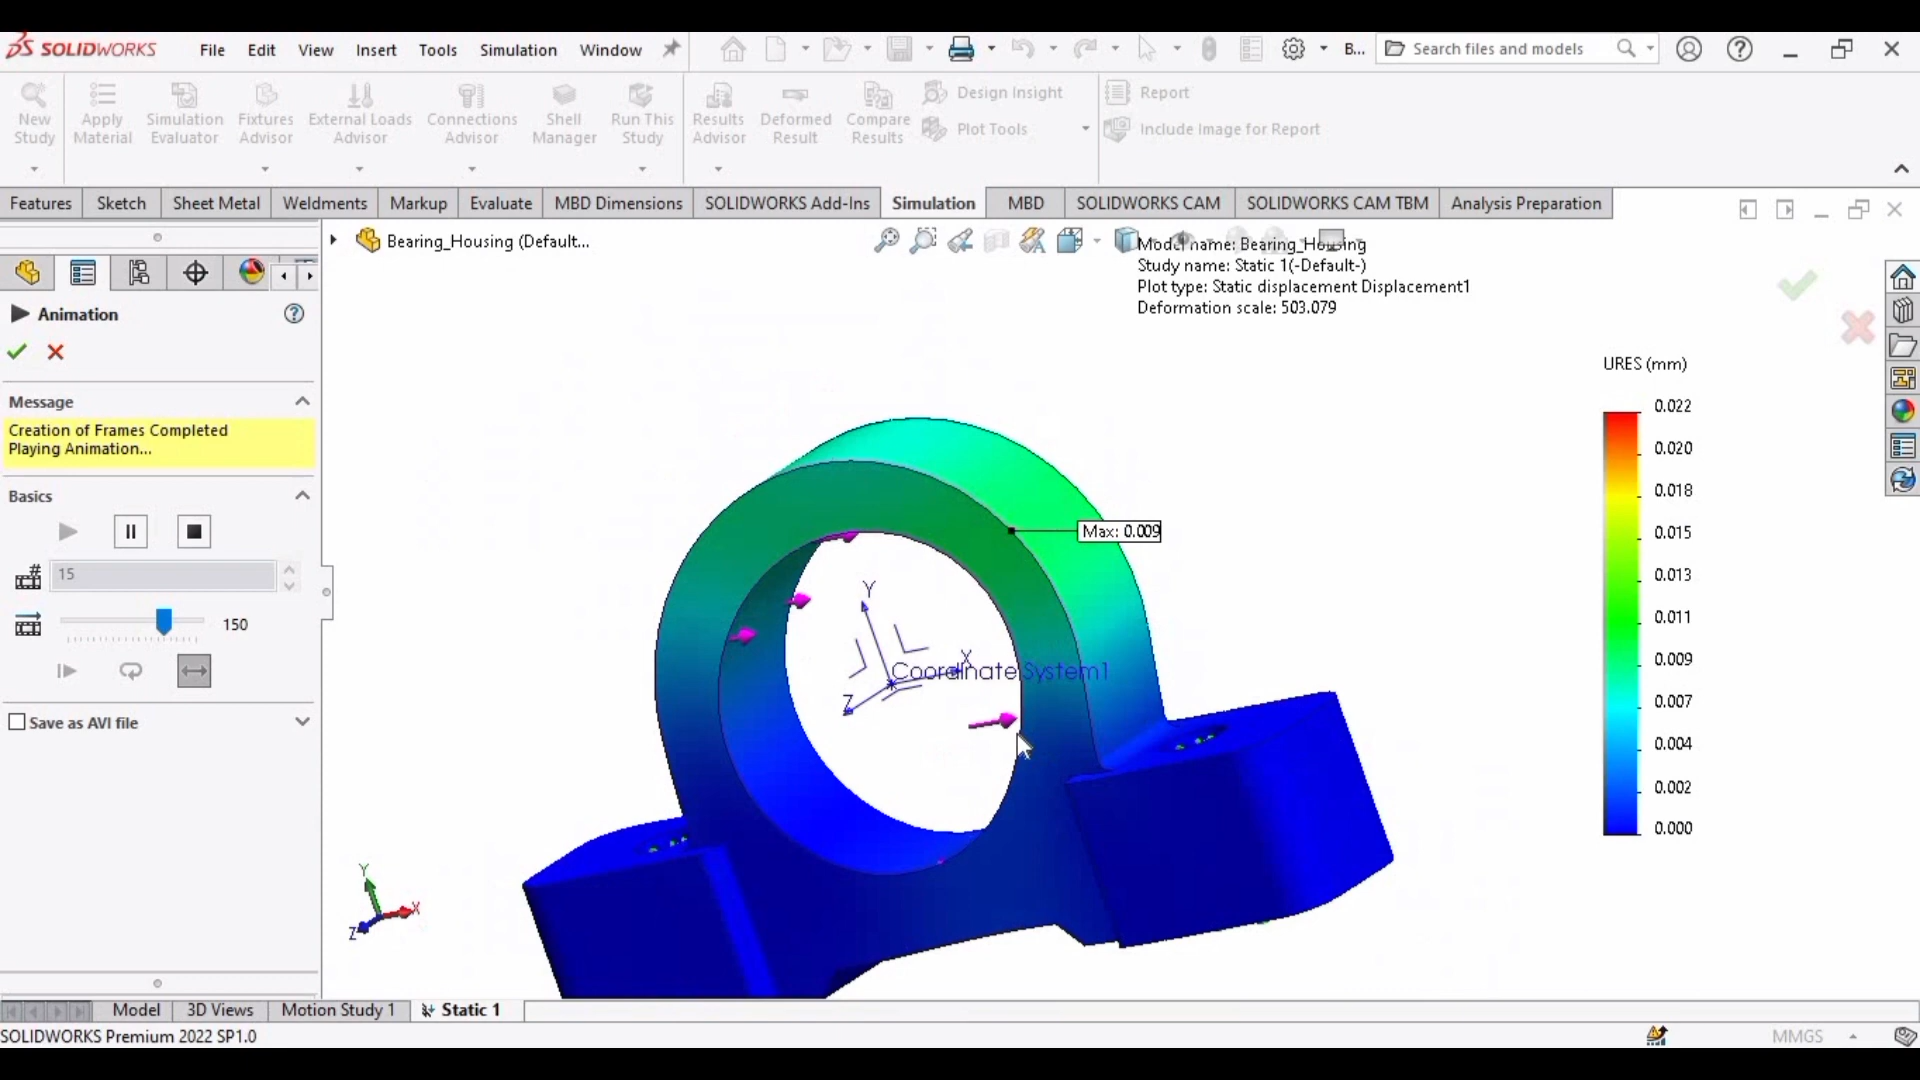 SOLIDWORKS File Edit View Insert Tools Simulation Window B... Search files and models
New Study
Apply Material
Simulation Evaluator
Fixtures Advisor
External Loads Advisor
Connections Advisor
Shell Manager
Run This Study
Results Advisor
Deformed Result
Compare Results
Design Insight
Plot Tools
Report
Include Image for Report
Features Sketch Sheet Metal Weldments Markup Evaluate MBD Dimensions SOLIDWORKS Add-Ins Simulation MBD SOLIDWORKS CAM SOLIDWORKS CAM TBM Analysis Preparation
Bearing_Housing (Default...
Model name: Bearing_Housing
Study name: Static 1(-Default-)
Plot type: Static displacement Displacement1
Deformation scale: 503.079
Animation
Message
Creation of Frames Completed
Playing Animation...
Basics
15
150
Save as AVI file
URES (mm)
0.022
0.020
0.018
0.015
0.013
0.011
0.009
0.007
0.004
0.002
0.000
Max: 0.009
Y
X
Coordinate System1
Z
Y
X
Z
Model 3D Views Motion Study 1 Static 1
SOLIDWORKS Premium 2022 SP1.0 MMGS